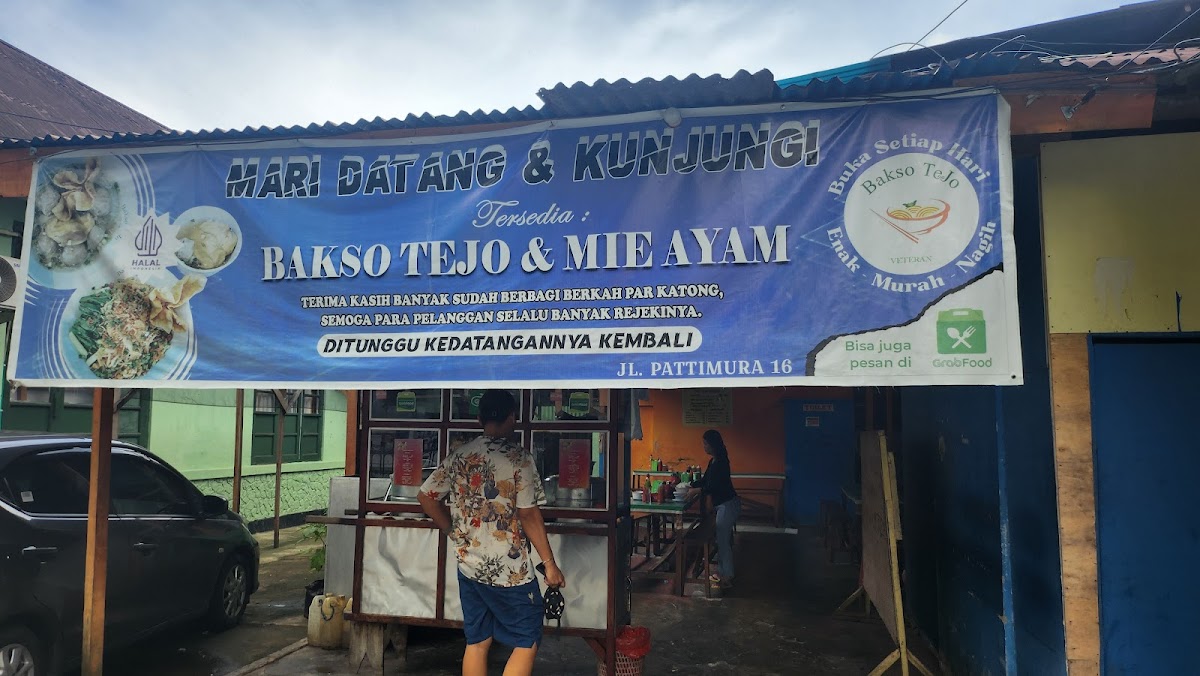 MARI DATANG & KUNJUNGI
Tersedia :
BAKSO TEJO & MIE AYAM
TERIMA KASIH BANYAK SUDAH BERBAGI BERKAH PAR KATONG,
SEMOGA PARA PELANGGAN SELALU BANYAK REJEKINYA.
DITUNGGU KEDATANGANNYA KEMBALI
JL. PATTIMURA 16
HALAL
INDONESIA
Buka Setiap Hari
Bakso TeJo
VETERAN
Enak - Murah - Nagih
Bisa juga
pesan di
GrabFood
TOILET